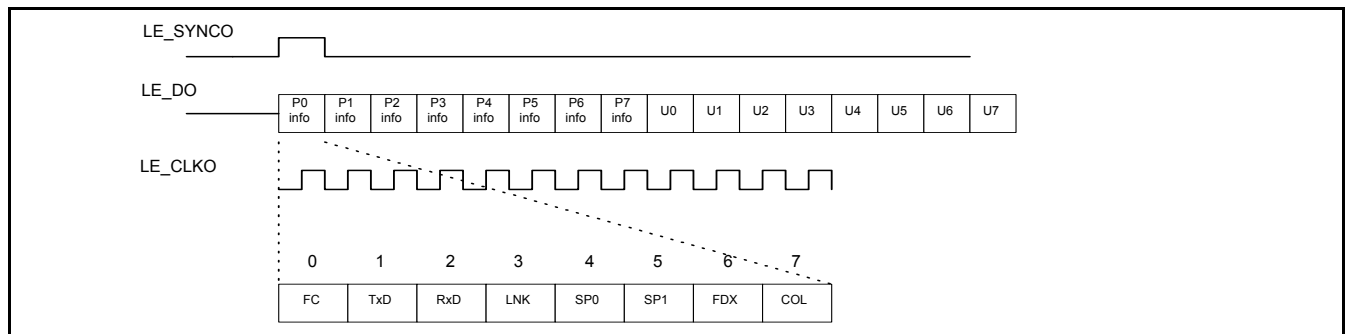 LE_SYNCO
LE_DO
P0 info P1 info P2 info P3 info P4 info P5 info P6 info P7 info U0 U1 U2 U3 U4 U5 U6 U7
LE_CLKO
0 1 2 3 4 5 6 7
FC TxD RxD LNK SP0 SP1 FDX COL